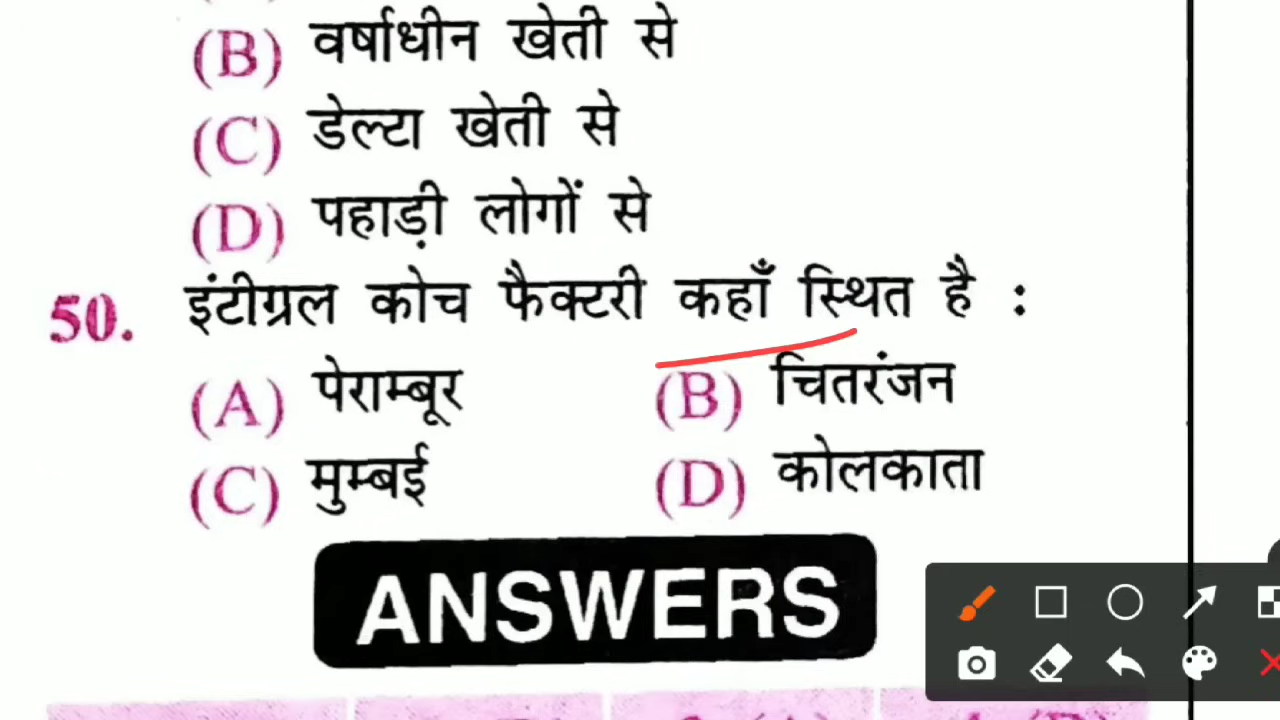 (B) वर्षाधीन खेती से
(C) डेल्टा खेती से
(D) पहाड़ी लोगों से
50. इंटीग्रल कोच फैक्टरी कहाँ स्थित है :
(A) पेराम्बूर (B) चितरंजन
(C) मुम्बई (D) कोलकाता
ANSWERS